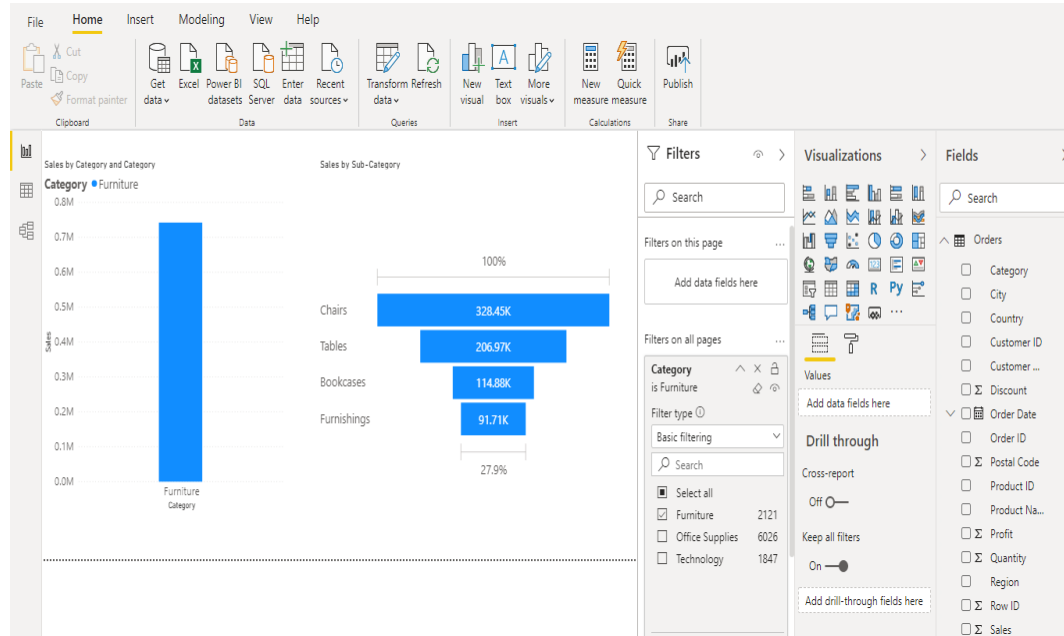 File Home Insert Modeling View Help
Paste
Cut
Copy
Format painter
Get data
Excel
Power BI datasets
SQL Server
Enter data
Recent sources
Transform data
Refresh
New visual
Text box
More visuals
New measure
Quick measure
Publish
Clipboard
Data
Queries
Insert
Calculations
Share
Sales by Category and Category
Category Furniture
0.8M
0.7M
0.6M
0.5M
0.4M
0.3M
0.2M
0.1M
0.0M
Sales
Furniture
Category
Sales by Sub-Category
100%
Chairs 328.45K
Tables 206.97K
Bookcases 114.88K
Furnishings 91.71K
27.9%
Filters
Search
Filters on this page ...
Add data fields here
Filters on all pages ...
Category
is Furniture
Filter type
Basic filtering
Search
Select all
Furniture 2121
Office Supplies 6026
Technology 1847
Visualizations
R Py
...
Values
Add data fields here
Drill through
Cross-report
Off
Keep all filters
On
Add drill-through fields here
Fields
Search
Orders
Category
City
Country
Customer ID
Customer ...
Σ Discount
Order Date
Order ID
Σ Postal Code
Product ID
Product Na...
Σ Profit
Σ Quantity
Region
Σ Row ID
Σ Sales